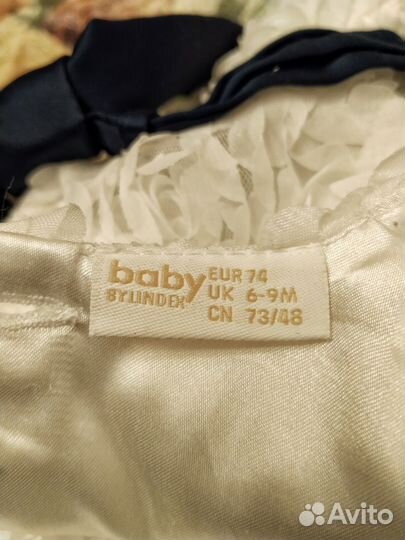 baby
BY LINDEX
EUR 74
UK 6-9M
CN 73/48
Avito